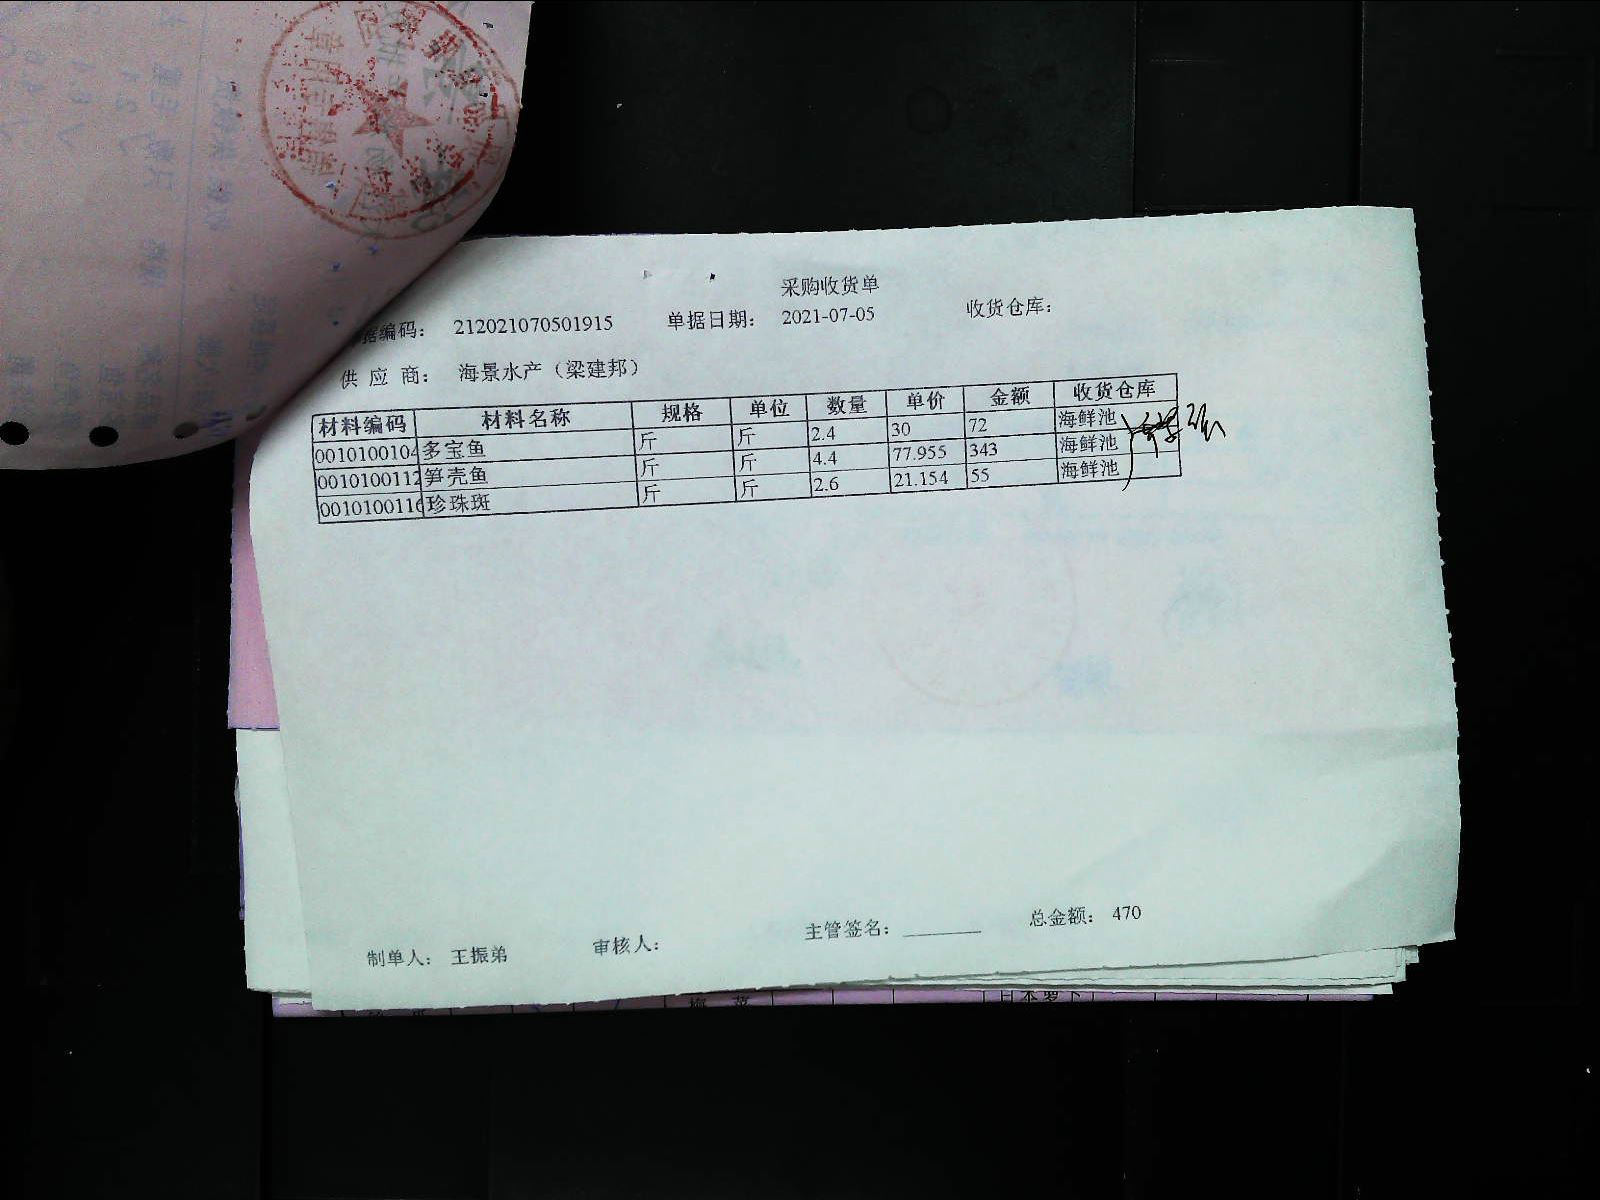 采购收货单
据编码： 212021070501915 单据日期： 2021-07-05 收货仓库：
供应商： 海景水产（梁建邦）
材料编码 材料名称 规格 单位 数量 单价 金额 收货仓库
0010100104 多宝鱼 斤 斤 2.4 30 72 海鲜池
0010100112 笋壳鱼 斤 斤 4.4 77.955 343 海鲜池
0010100116 珍珠斑 斤 斤 2.6 21.154 55 海鲜池
制单人： 王振弟 审核人： 主管签名： 总金额： 470
日本萝卜